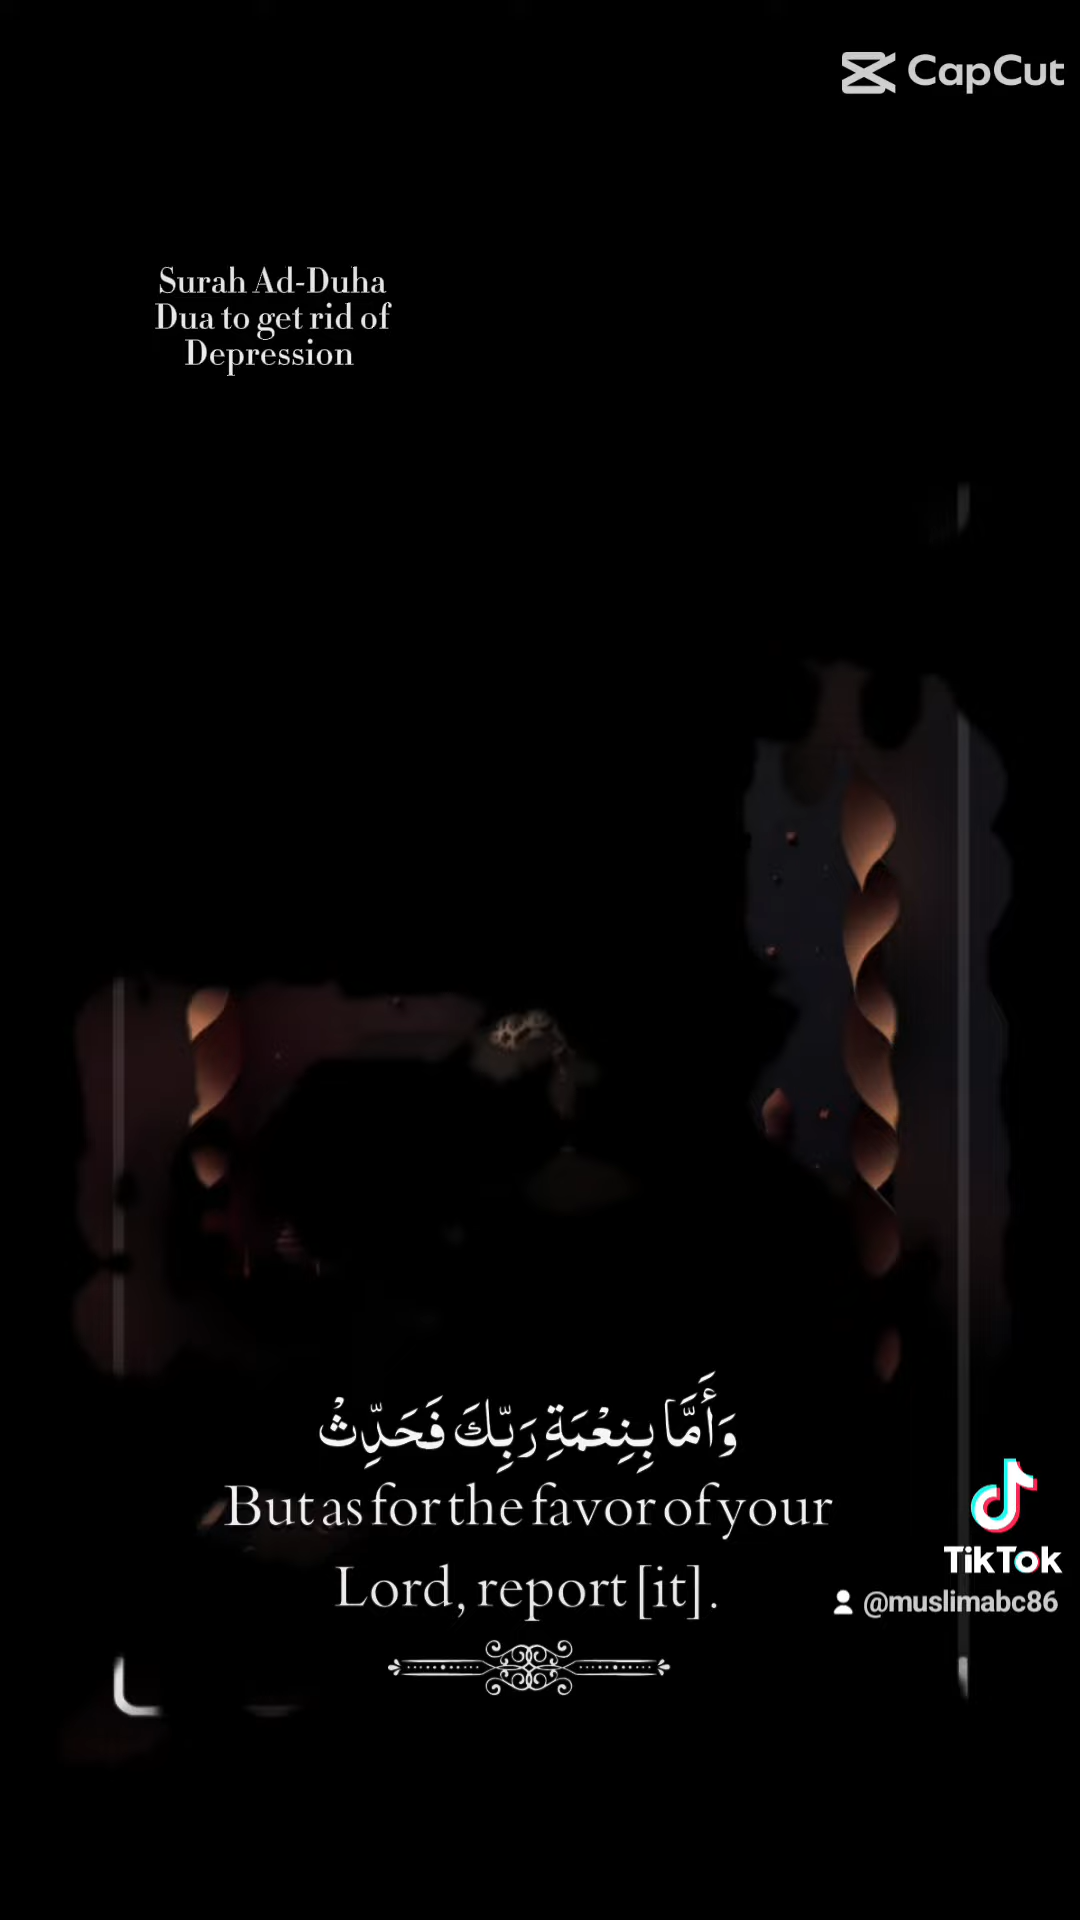 CapCut
Surah Ad-Duha
Dua to get rid of
Depression
وَأَمَّا بِنِعْمَةِ رَبِّكَ فَحَدِّثْ
But as for the favor of your
Lord, report [it].
TikTok
@muslimabc86